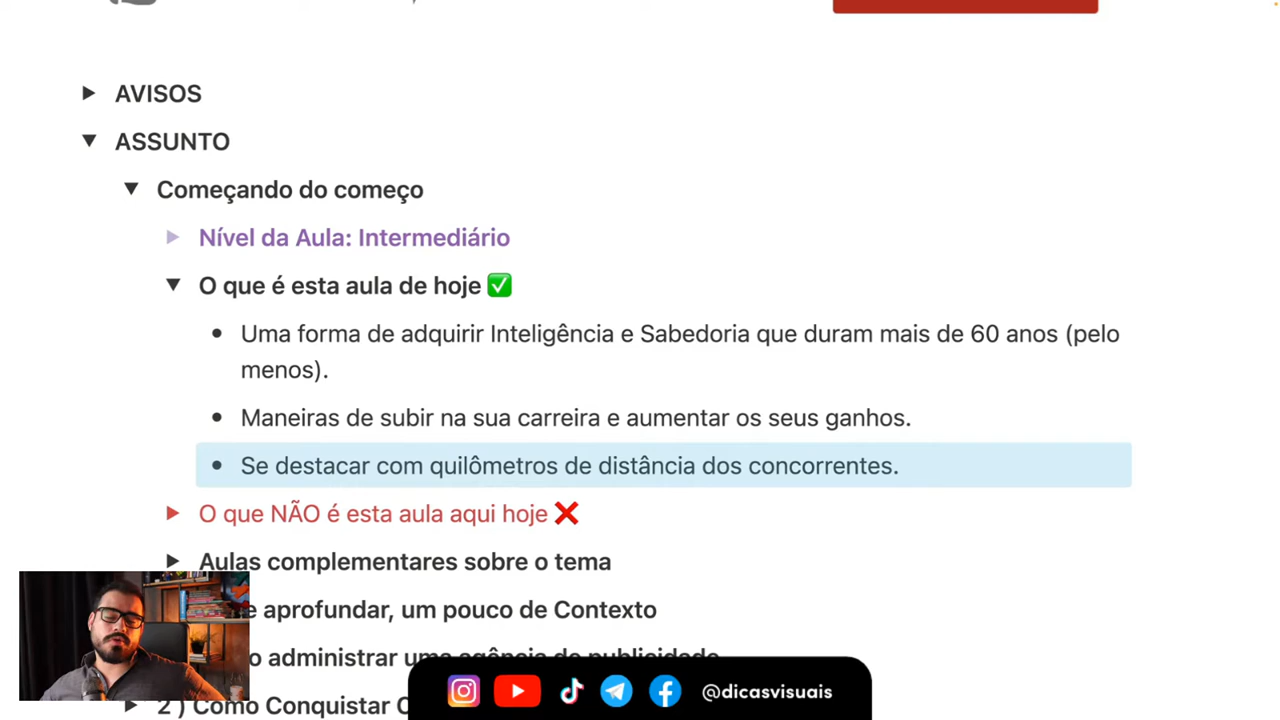 AVISOS
ASSUNTO
Começando do começo
Nível da Aula: Intermediário
O que é esta aula de hoje ✅
Uma forma de adquirir Inteligência e Sabedoria que duram mais de 60 anos (pelo
menos).
Maneiras de subir na sua carreira e aumentar os seus ganhos.
Se destacar com quilômetros de distância dos concorrentes.
O que NÃO é esta aula aqui hoje ❌
Aulas complementares sobre o tema
aprofundar, um pouco de Contexto
administrar uma agência de publicidade
2 ) Como Conquistar
@dicasvisuais